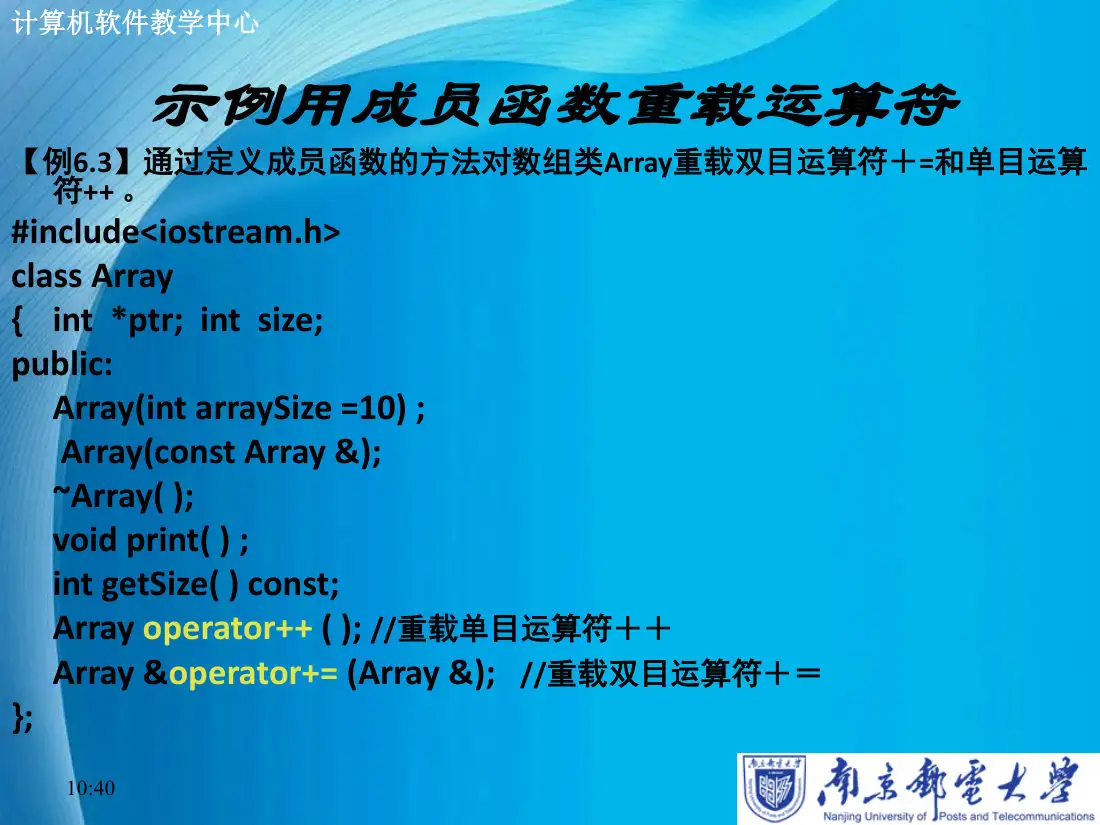 计算机软件教学中心
示例用成员函数重载运算符
【例6.3】通过定义成员函数的方法对数组类Array重载双目运算符＋=和单目运算
符++ 。
#include<iostream.h>
class Array
{ int *ptr; int size;
public:
Array(int arraySize =10) ;
Array(const Array &);
~Array( );
void print( ) ;
int getSize( ) const;
Array operator++ ( ); //重载单目运算符＋＋
Array &operator+= (Array &); //重载双目运算符＋＝
};
10:40
南京邮电大学
Nanjing University of Posts and Telecommunications